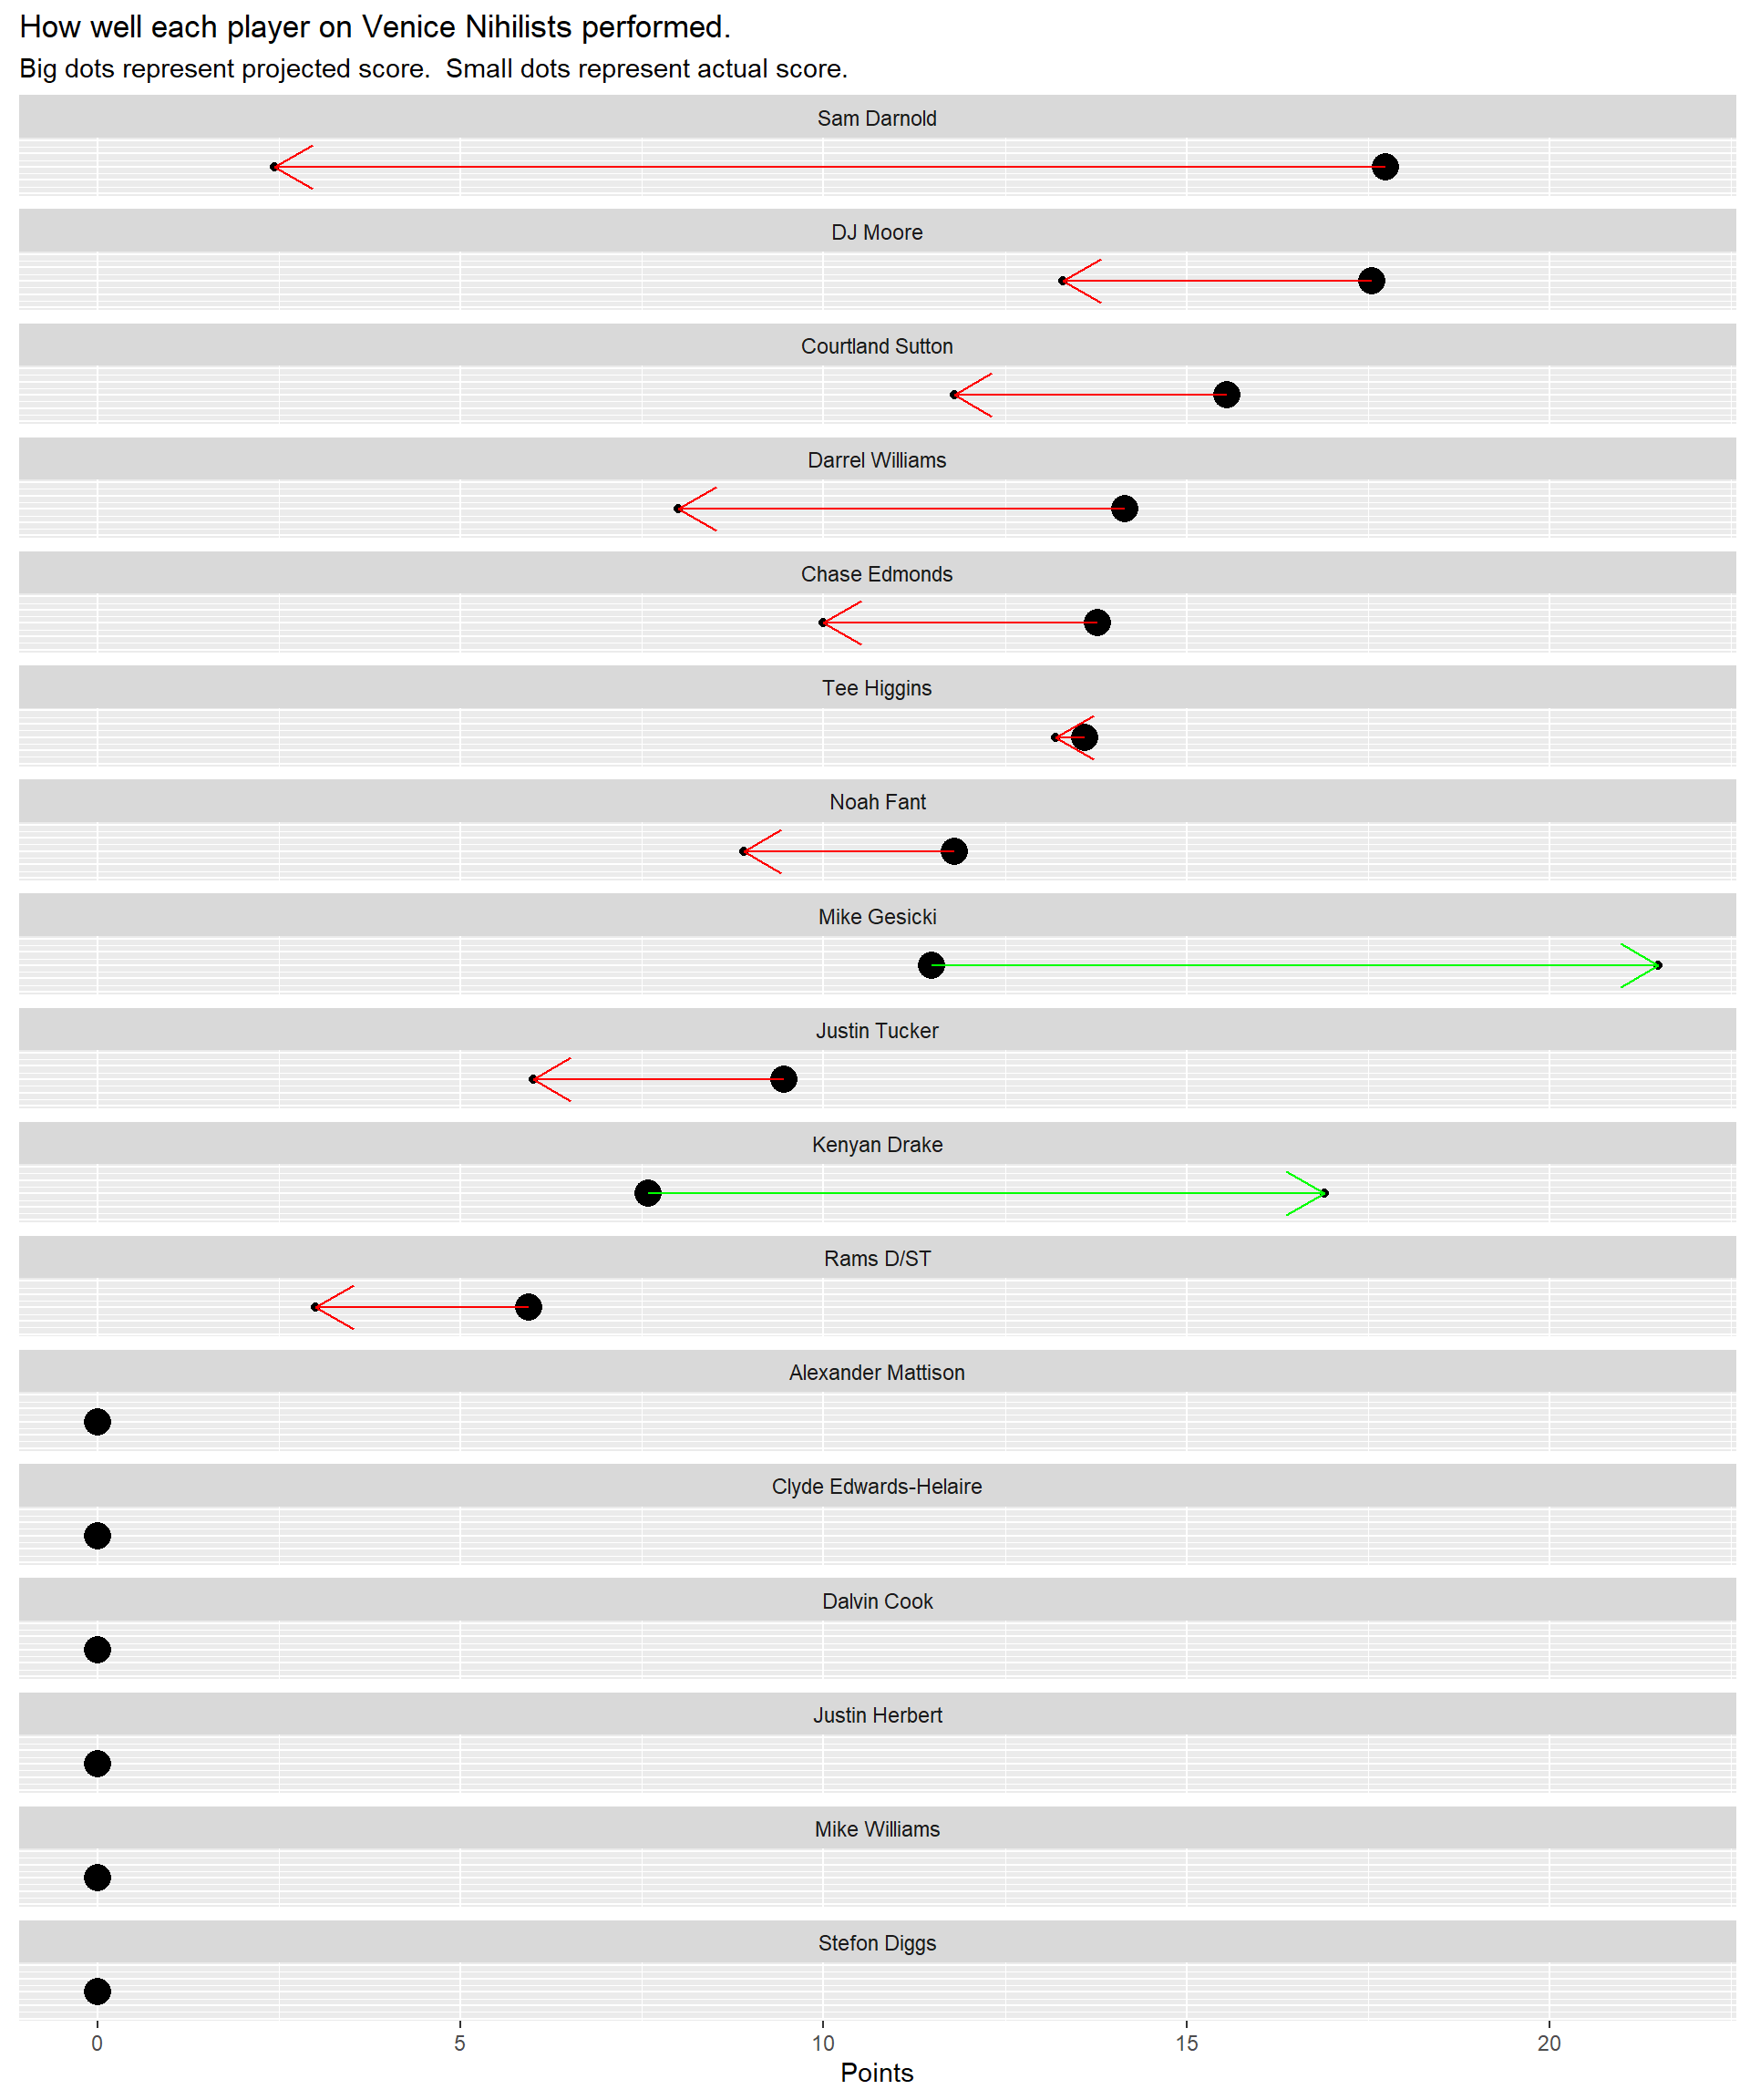 How well each player on Venice Nihilists performed.
Big dots represent projected score.  Small dots represent actual score.
Sam Darnold
DJ Moore
Courtland Sutton
Darrel Williams
Chase Edmonds
Tee Higgins
Noah Fant
Mike Gesicki
Justin Tucker
Kenyan Drake
Rams D/ST
Alexander Mattison
Clyde Edwards-Helaire
Dalvin Cook
Justin Herbert
Mike Williams
Stefon Diggs
0 5 10 15 20
Points